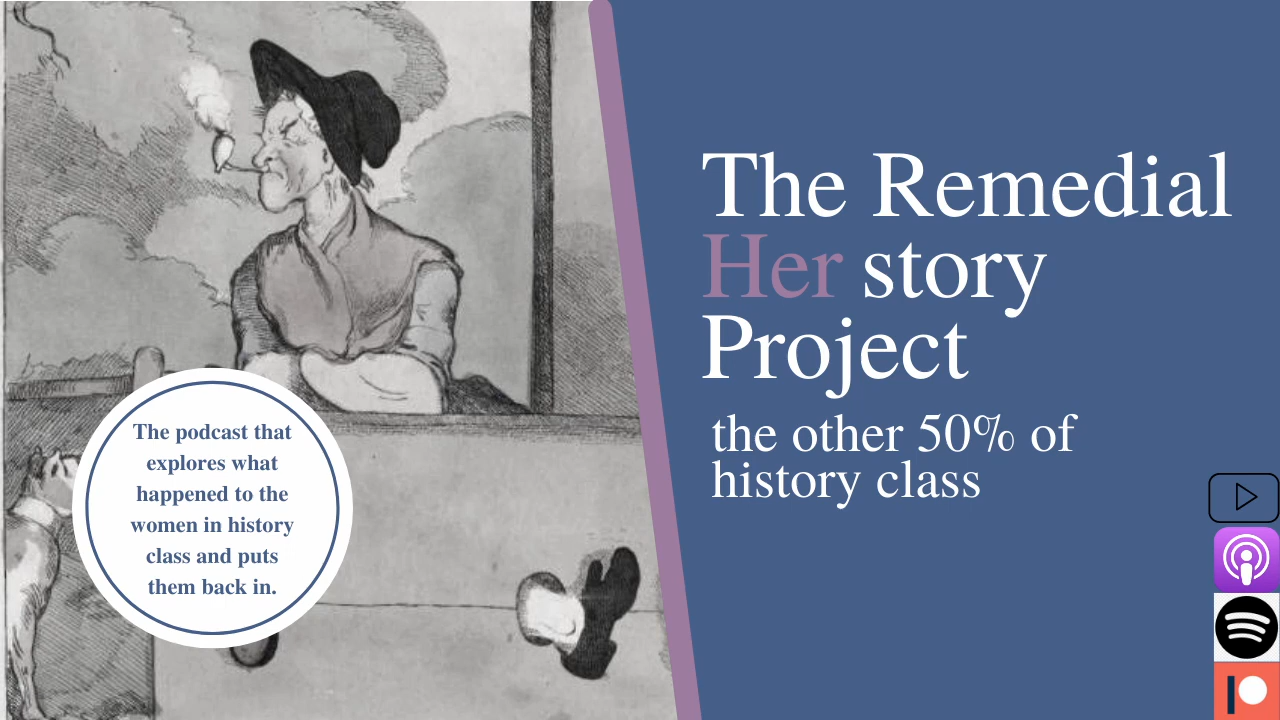 The Remedial
Her story
Project
the other 50% of
history class
The podcast that
explores what
happened to the
women in history
class and puts
them back in.